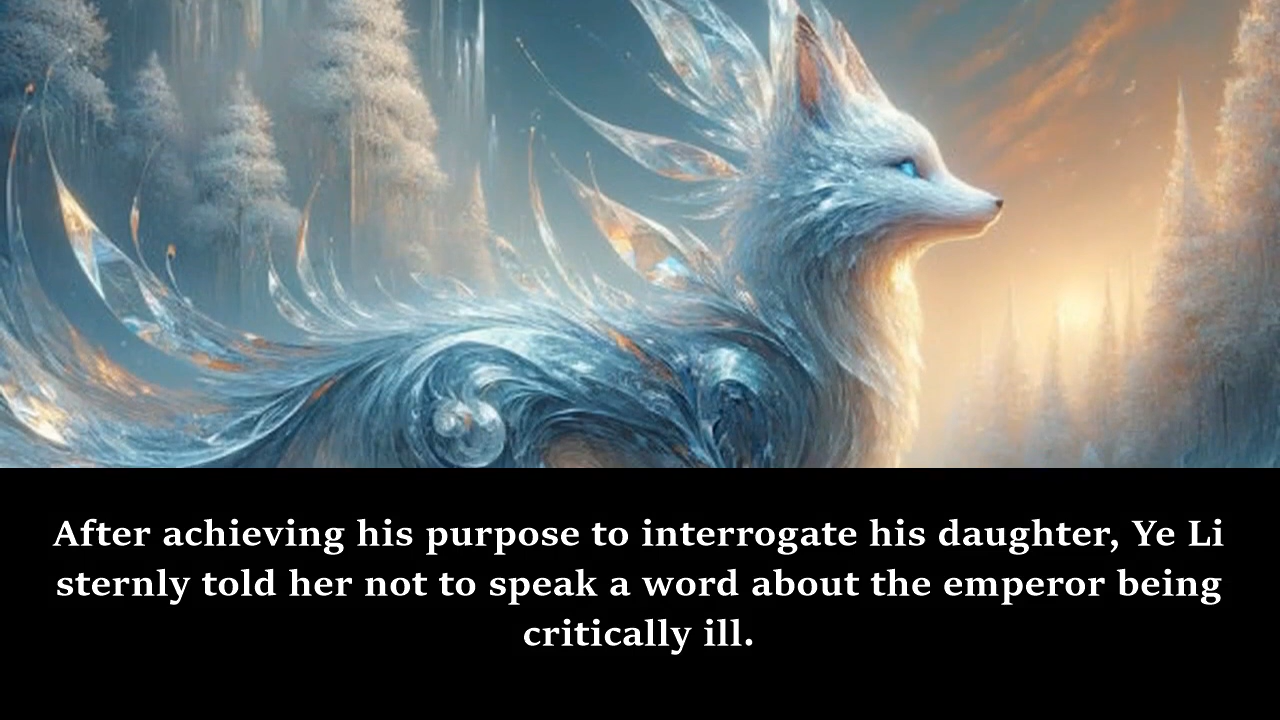 After achieving his purpose to interrogate his daughter, Ye Li
sternly told her not to speak a word about the emperor being
critically ill.